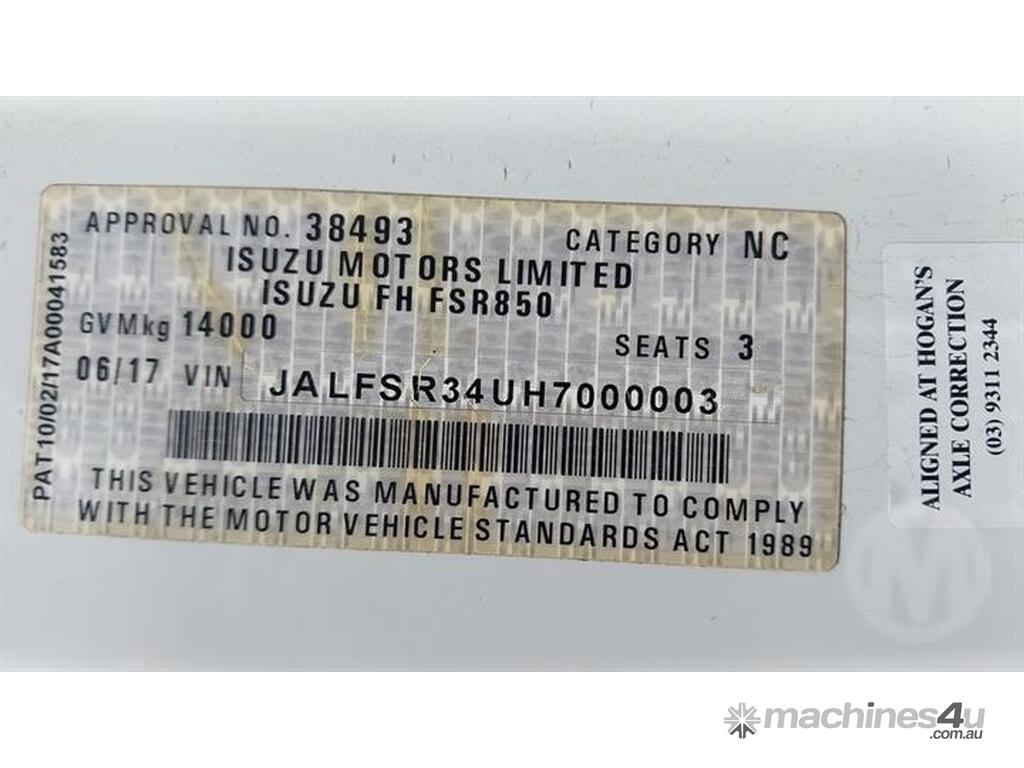 APPROVAL NO. 38493 CATEGORY NC
ISUZU MOTORS LIMITED
ISUZU FH FSR850
GVMkg 14000 SEATS 3
06/17 VIN JALFSR34UH7000003
THIS VEHICLE WAS MANUFACTURED TO COMPLY
WITH THE MOTOR VEHICLE STANDARDS ACT 1989
PAT10/02/17A00041583
ALIGNED AT HOGAN'S
AXLE CORRECTION
(03) 9311 2344
M
machines4u
.com.au